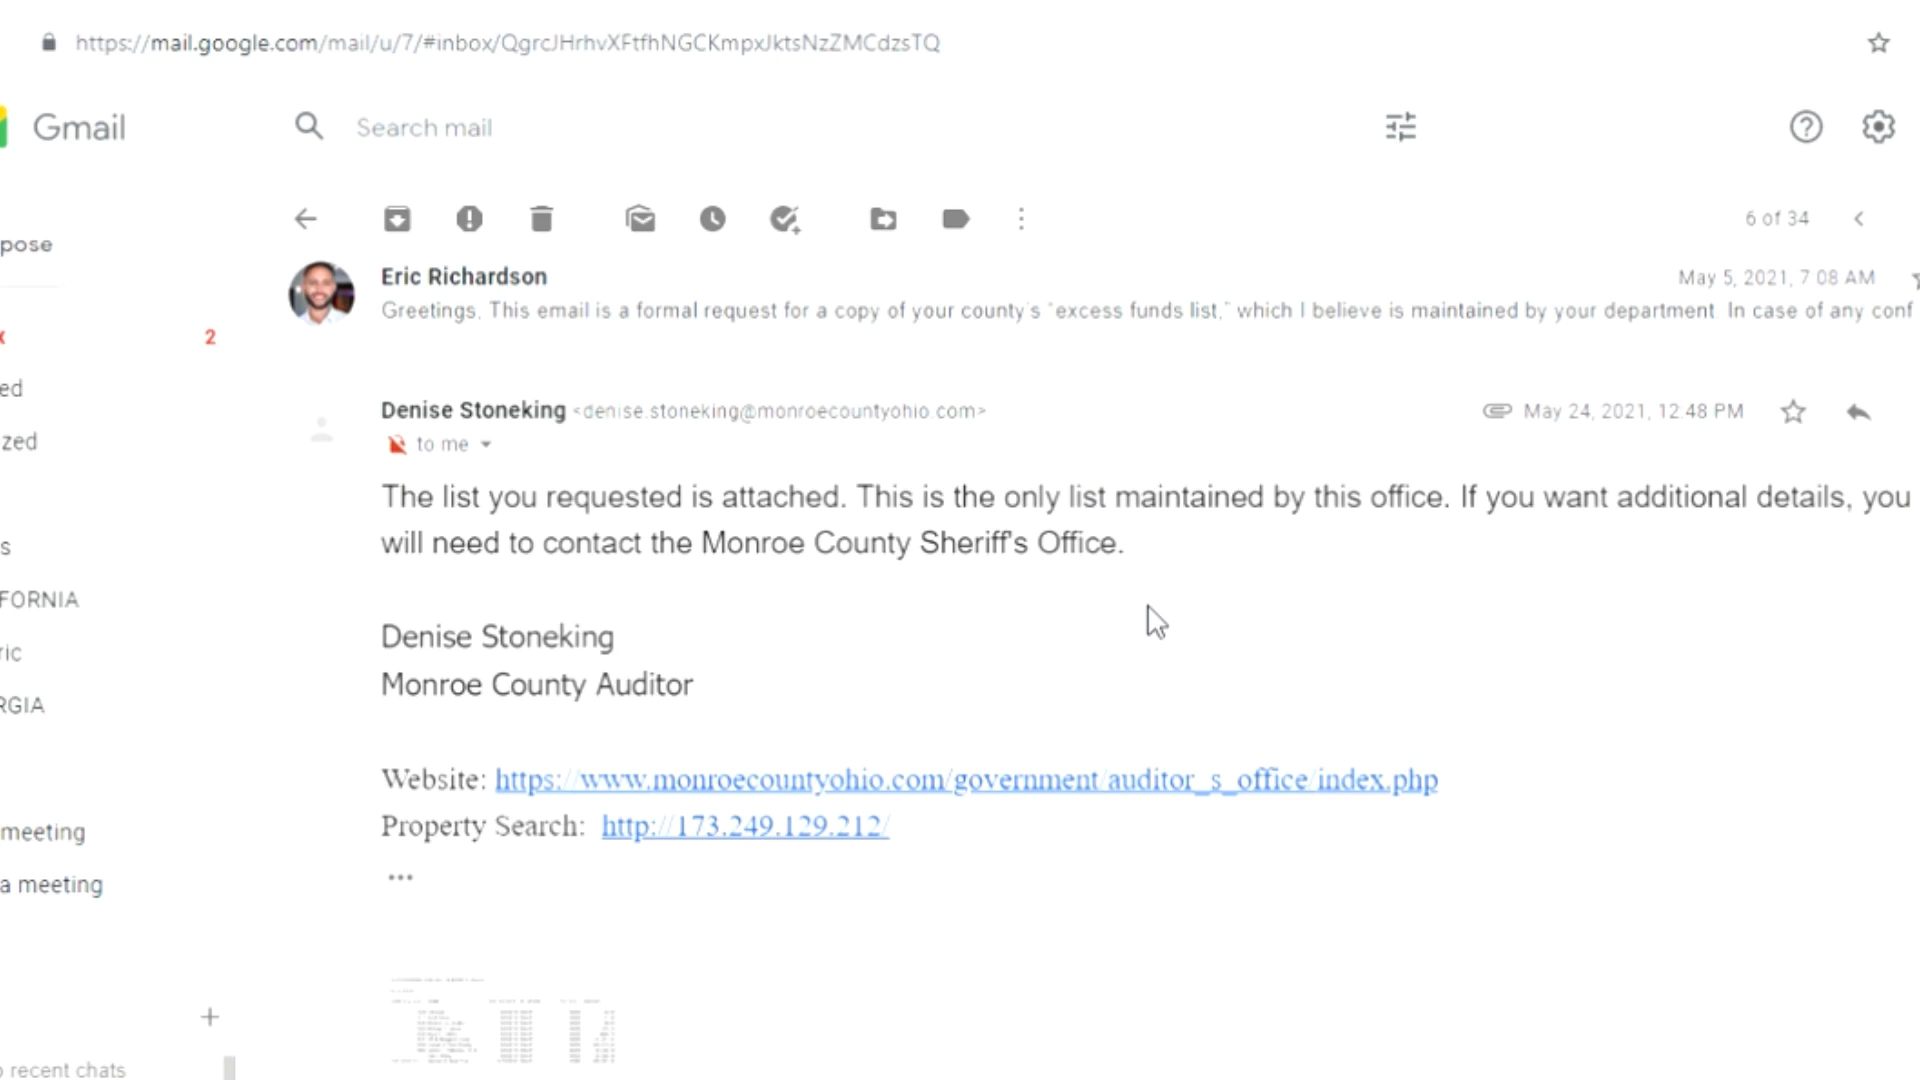 https://mail.google.com/mail/u/7/#inbox/QgrcJHrhvXFtfhNGCKmpxJktsNzZMCdzsTQ
Gmail
Search mail
pose
6 of 34
Eric Richardson
May 5, 2021, 7 08 AM
Greetings. This email is a formal request for a copy of your county's "excess funds list," which I believe is maintained by your department In case of any conf
2
ed
Denise Stoneking <denise.stoneking@monroecountyohio.com>
May 24, 2021, 12:48 PM
zed
to me
The list you requested is attached. This is the only list maintained by this office. If you want additional details, you
will need to contact the Monroe County Sheriff's Office.
s
FORNIA
Denise Stoneking
ric
Monroe County Auditor
RGIA
Website: https://www.monroecountyohio.com/government/auditor_s_office/index.php
Property Search: http://173.249.129.212/
meeting
a meeting
recent chats